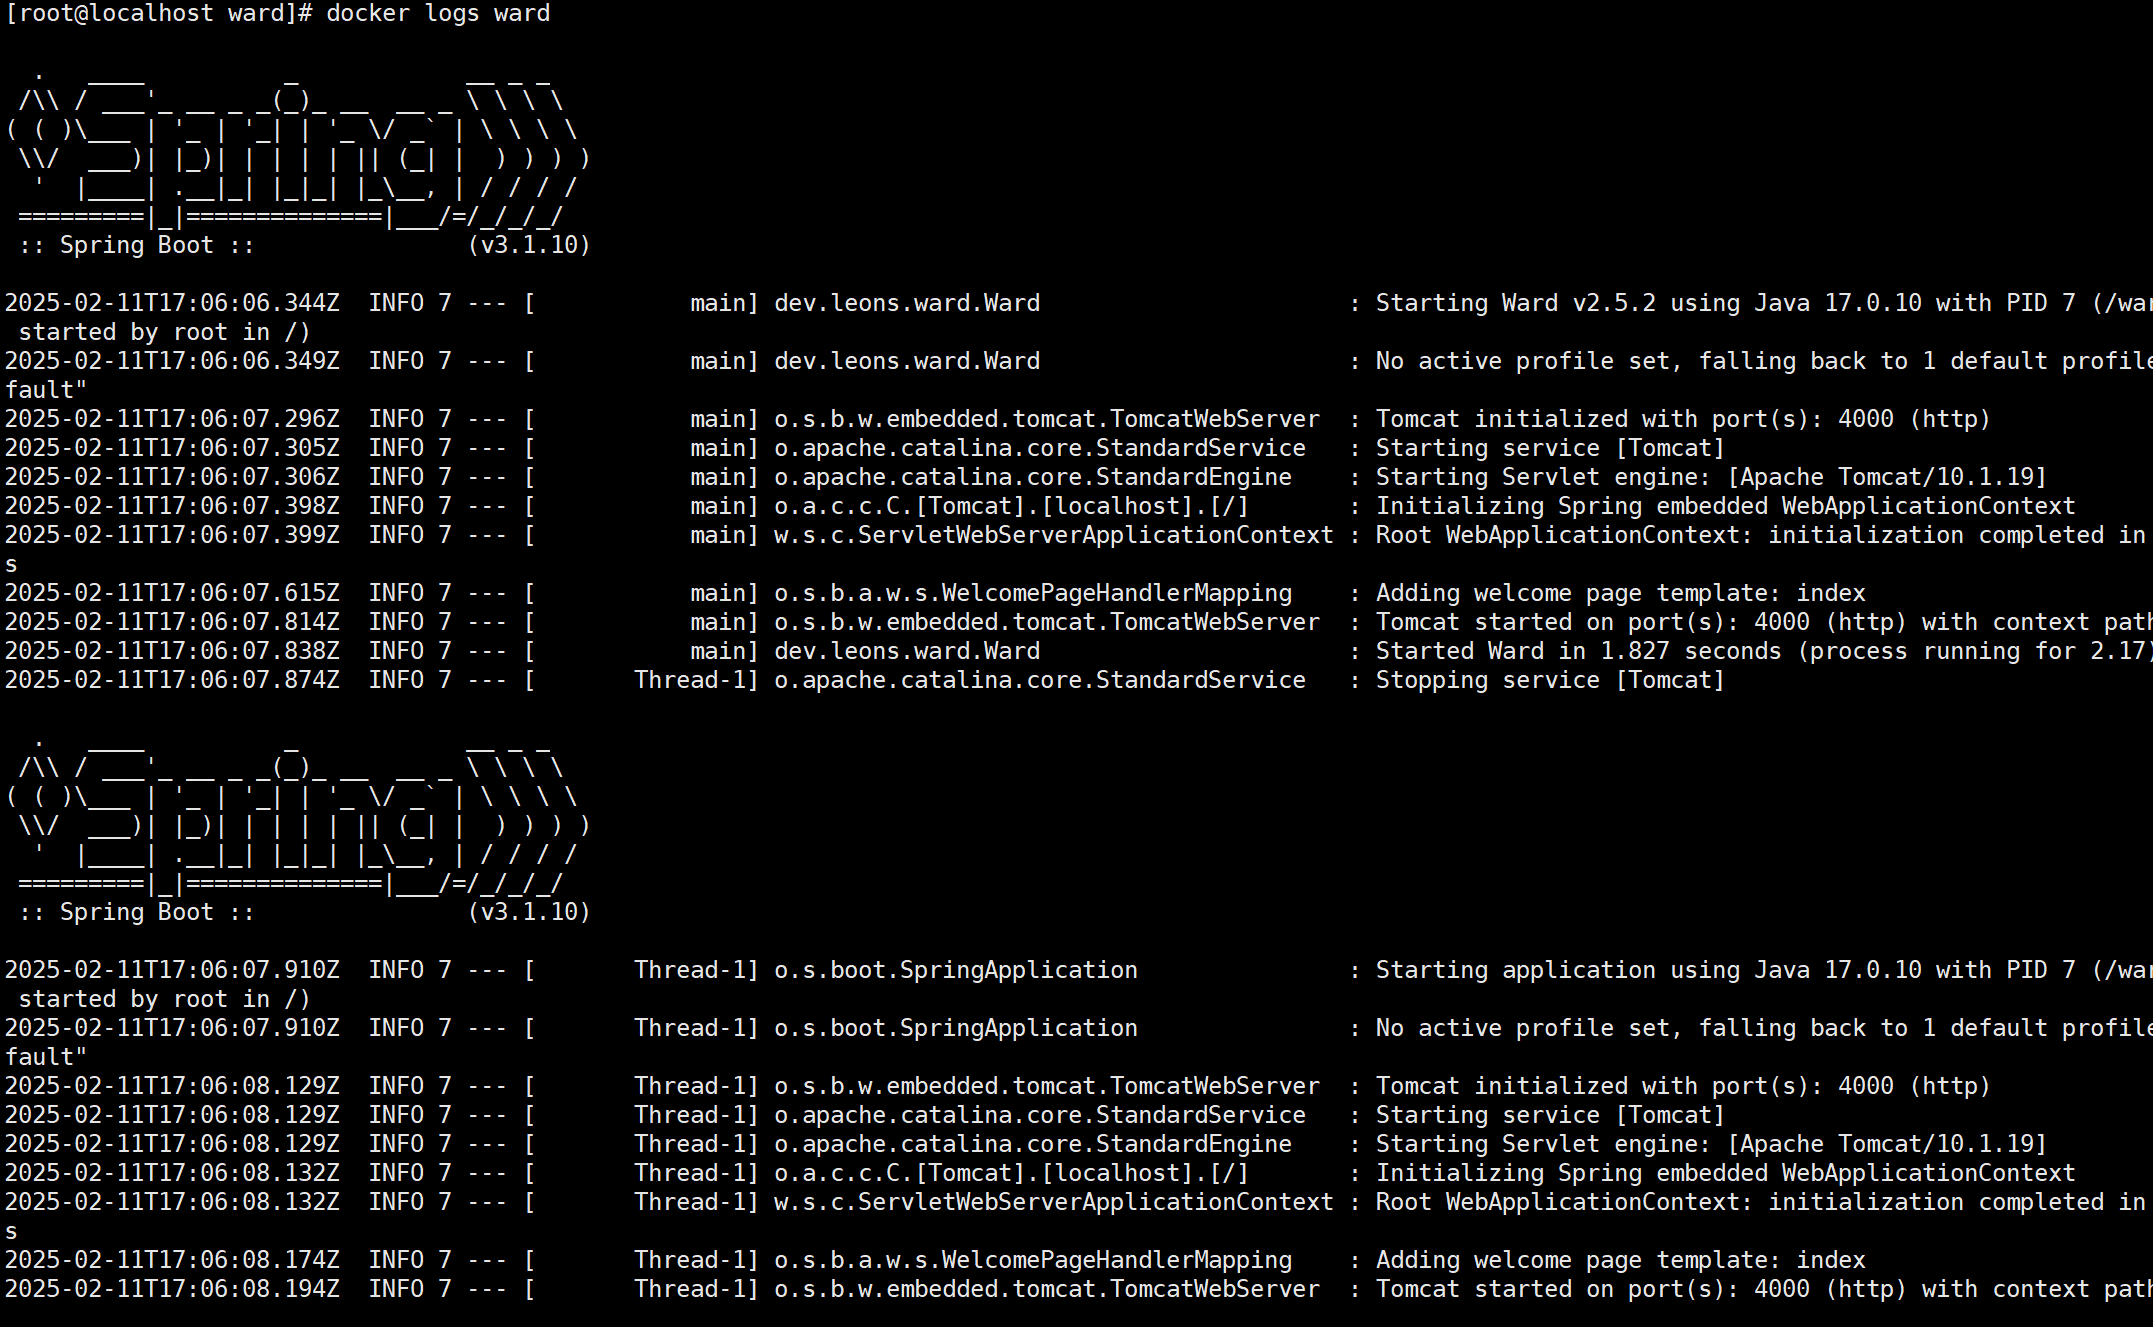 [root@localhost ward]# docker logs ward
  .   ____          _            __ _ _
 /\\ / ___'_ __ _ _(_)_ __  __ _ \ \ \ \
( ( )\___ | '_ | '_| | '_ \/ _` | \ \ \ \
 \\/  ___)| |_)| | | | | || (_| |  ) ) ) )
  '  |____| .__|_| |_|_| |_\__, | / / / /
 =========|_|==============|___/=/_/_/_/
 :: Spring Boot ::               (v3.1.10)
2025-02-11T17:06:06.344Z  INFO 7 --- [           main] dev.leons.ward.Ward                      : Starting Ward v2.5.2 using Java 17.0.10 with PID 7 (/war
 started by root in /)
2025-02-11T17:06:06.349Z  INFO 7 --- [           main] dev.leons.ward.Ward                      : No active profile set, falling back to 1 default profile
fault"
2025-02-11T17:06:07.296Z  INFO 7 --- [           main] o.s.b.w.embedded.tomcat.TomcatWebServer  : Tomcat initialized with port(s): 4000 (http)
2025-02-11T17:06:07.305Z  INFO 7 --- [           main] o.apache.catalina.core.StandardService   : Starting service [Tomcat]
2025-02-11T17:06:07.306Z  INFO 7 --- [           main] o.apache.catalina.core.StandardEngine    : Starting Servlet engine: [Apache Tomcat/10.1.19]
2025-02-11T17:06:07.398Z  INFO 7 --- [           main] o.a.c.c.C.[Tomcat].[localhost].[/]       : Initializing Spring embedded WebApplicationContext
2025-02-11T17:06:07.399Z  INFO 7 --- [           main] w.s.c.ServletWebServerApplicationContext : Root WebApplicationContext: initialization completed in
s
2025-02-11T17:06:07.615Z  INFO 7 --- [           main] o.s.b.a.w.s.WelcomePageHandlerMapping    : Adding welcome page template: index
2025-02-11T17:06:07.814Z  INFO 7 --- [           main] o.s.b.w.embedded.tomcat.TomcatWebServer  : Tomcat started on port(s): 4000 (http) with context path
2025-02-11T17:06:07.838Z  INFO 7 --- [           main] dev.leons.ward.Ward                      : Started Ward in 1.827 seconds (process running for 2.17)
2025-02-11T17:06:07.874Z  INFO 7 --- [       Thread-1] o.apache.catalina.core.StandardService   : Stopping service [Tomcat]
  .   ____          _            __ _ _
 /\\ / ___'_ __ _ _(_)_ __  __ _ \ \ \ \
( ( )\___ | '_ | '_| | '_ \/ _` | \ \ \ \
 \\/  ___)| |_)| | | | | || (_| |  ) ) ) )
  '  |____| .__|_| |_|_| |_\__, | / / / /
 =========|_|==============|___/=/_/_/_/
 :: Spring Boot ::               (v3.1.10)
2025-02-11T17:06:07.910Z  INFO 7 --- [       Thread-1] o.s.boot.SpringApplication               : Starting application using Java 17.0.10 with PID 7 (/war
 started by root in /)
2025-02-11T17:06:07.910Z  INFO 7 --- [       Thread-1] o.s.boot.SpringApplication               : No active profile set, falling back to 1 default profile
fault"
2025-02-11T17:06:08.129Z  INFO 7 --- [       Thread-1] o.s.b.w.embedded.tomcat.TomcatWebServer  : Tomcat initialized with port(s): 4000 (http)
2025-02-11T17:06:08.129Z  INFO 7 --- [       Thread-1] o.apache.catalina.core.StandardService   : Starting service [Tomcat]
2025-02-11T17:06:08.129Z  INFO 7 --- [       Thread-1] o.apache.catalina.core.StandardEngine    : Starting Servlet engine: [Apache Tomcat/10.1.19]
2025-02-11T17:06:08.132Z  INFO 7 --- [       Thread-1] o.a.c.c.C.[Tomcat].[localhost].[/]       : Initializing Spring embedded WebApplicationContext
2025-02-11T17:06:08.132Z  INFO 7 --- [       Thread-1] w.s.c.ServletWebServerApplicationContext : Root WebApplicationContext: initialization completed in
s
2025-02-11T17:06:08.174Z  INFO 7 --- [       Thread-1] o.s.b.a.w.s.WelcomePageHandlerMapping    : Adding welcome page template: index
2025-02-11T17:06:08.194Z  INFO 7 --- [       Thread-1] o.s.b.w.embedded.tomcat.TomcatWebServer  : Tomcat started on port(s): 4000 (http) with context path